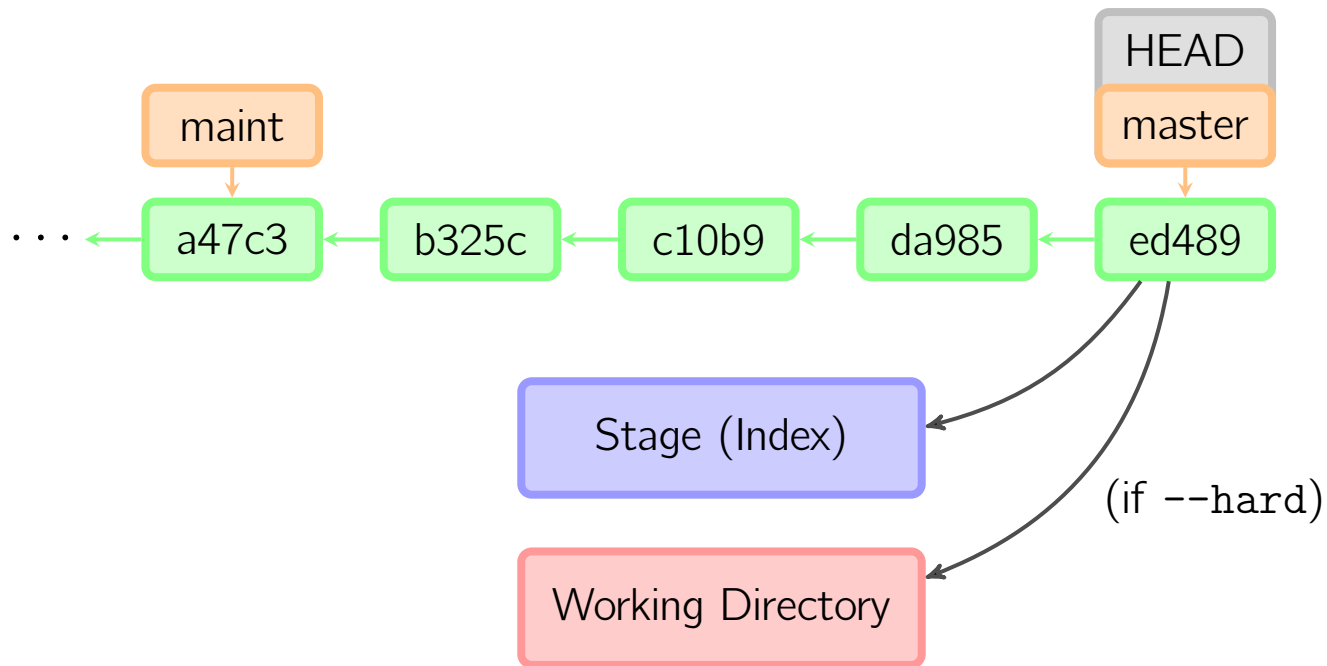 HEAD
maint
master
...
a47c3
b325c
c10b9
da985
ed489
Stage (Index)
(if --hard)
Working Directory